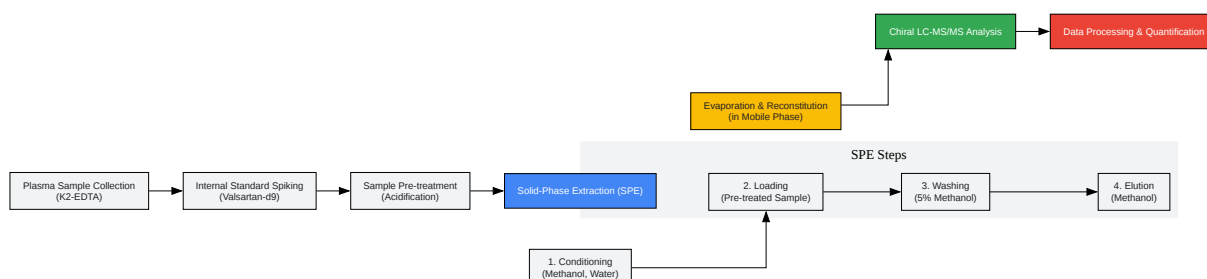 Chiral LC-MS/MS Analysis
Data Processing & Quantification
Evaporation & Reconstitution
(in Mobile Phase)
SPE Steps
Plasma Sample Collection
(K2-EDTA)
Internal Standard Spiking
(Valsartan-d9)
Sample Pre-treatment
(Acidification)
Solid-Phase Extraction (SPE)
2. Loading
(Pre-treated Sample)
3. Washing
(5% Methanol)
4. Elution
(Methanol)
1. Conditioning
(Methanol, Water)